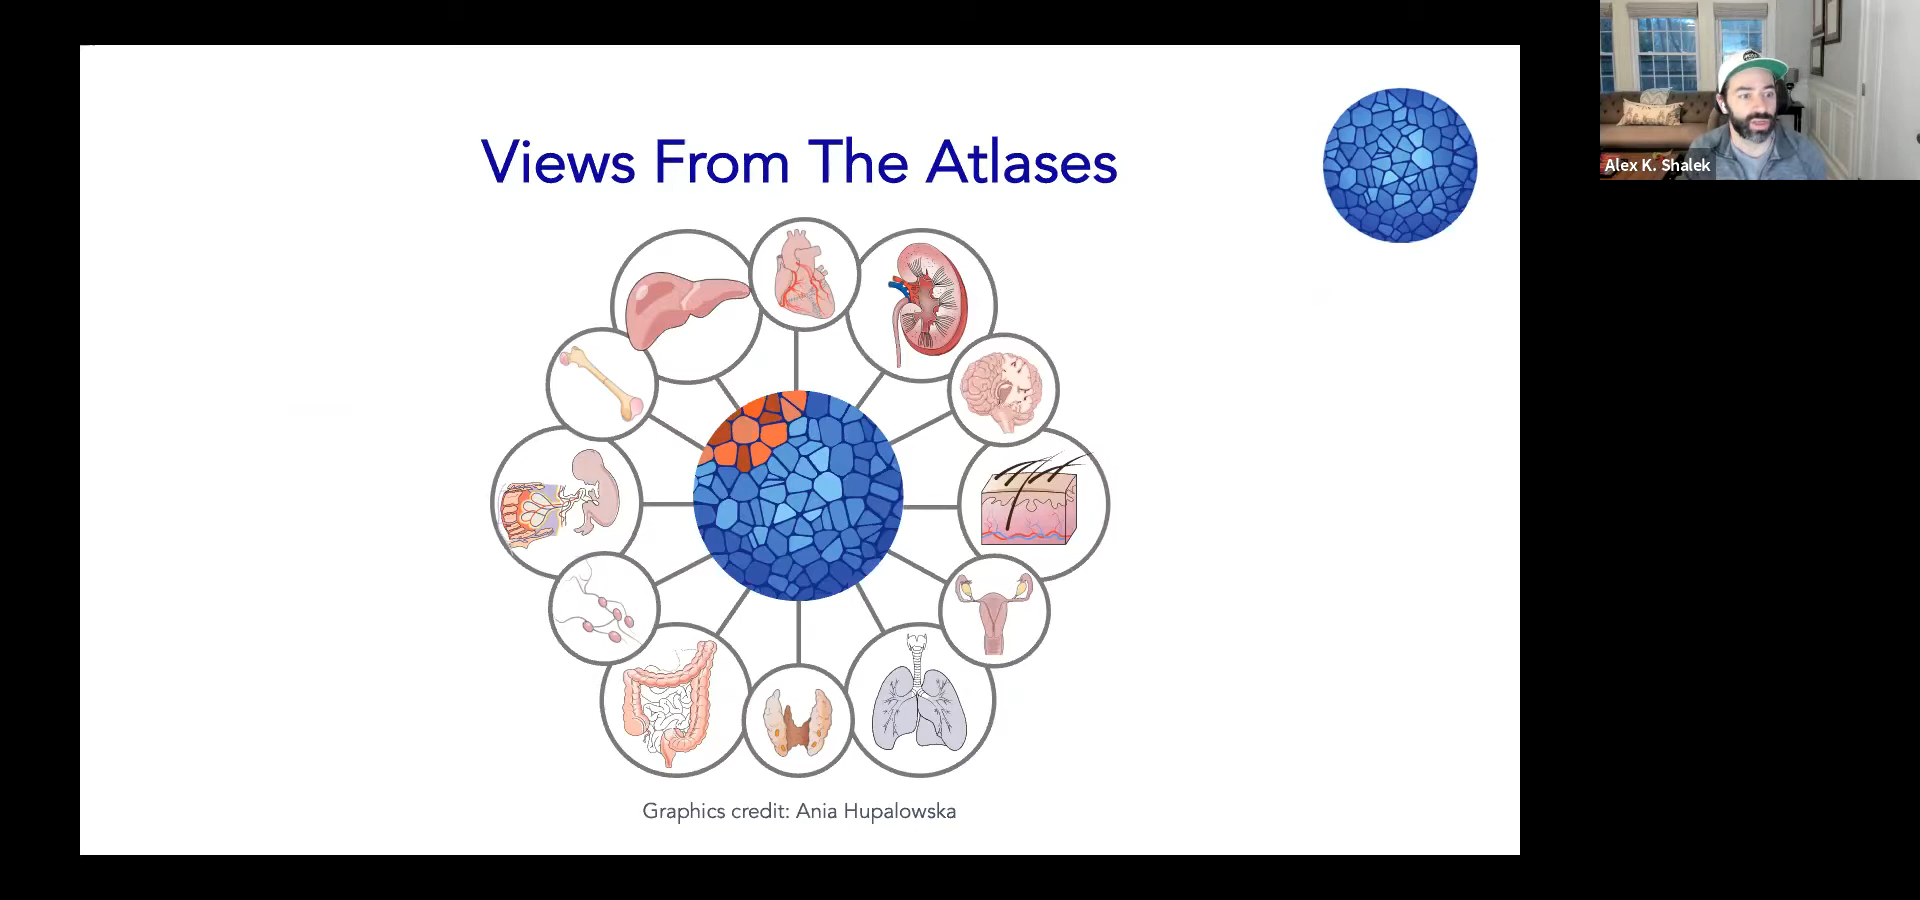 Views From The Atlases
Alex K. Shalek
Graphics credit: Ania Hupalowska